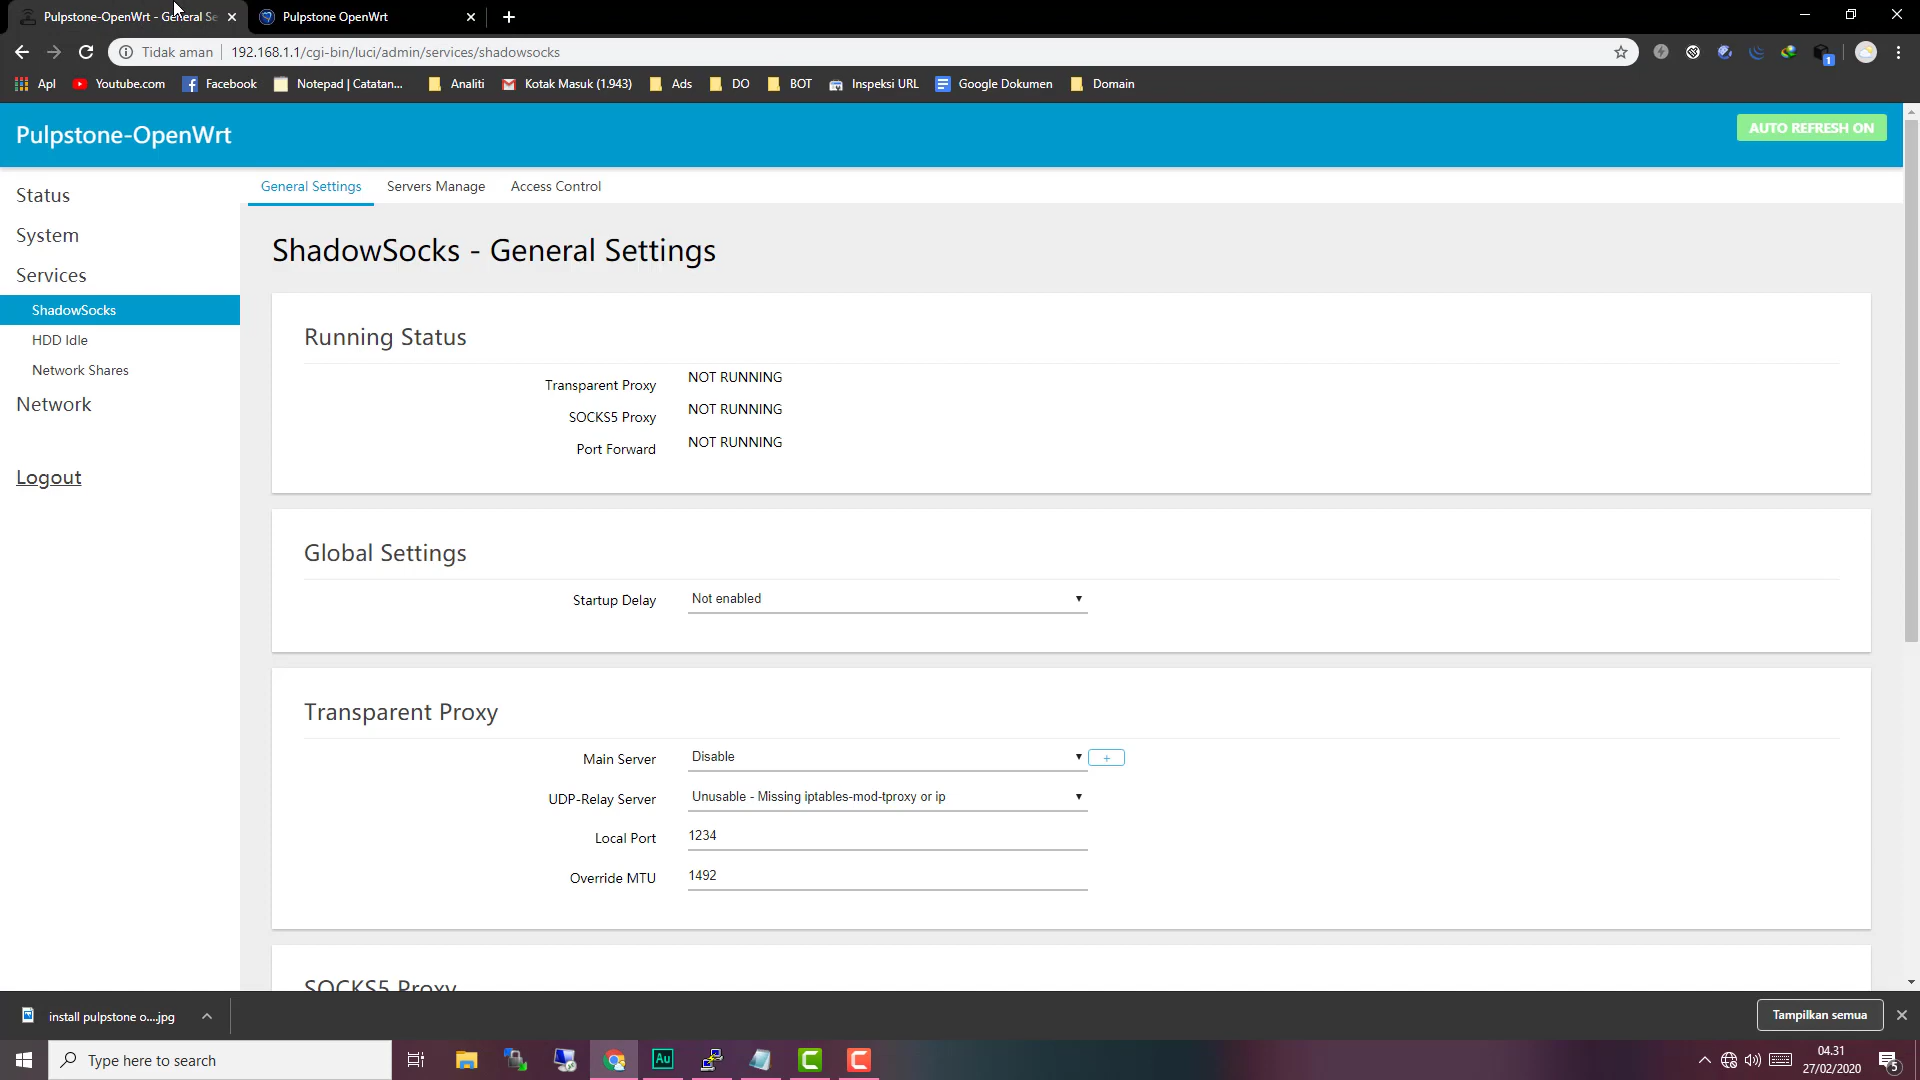 Pulpstone-OpenWrt - General Se
Pulpstone OpenWrt
Tidak aman
192.168.1.1/cgi-bin/luci/admin/services/shadowsocks
Apl
Youtube.com
Facebook
Notepad | Catatan...
Analiti
Kotak Masuk (1.943)
Ads
DO
BOT
Inspeksi URL
Google Dokumen
Domain
Pulpstone-OpenWrt
AUTO REFRESH ON
Status
System
Services
ShadowSocks
HDD Idle
Network Shares
Network
Logout
General Settings
Servers Manage
Access Control
ShadowSocks - General Settings
Running Status
Transparent Proxy NOT RUNNING
SOCKS5 Proxy NOT RUNNING
Port Forward NOT RUNNING
Global Settings
Startup Delay Not enabled
Transparent Proxy
Main Server Disable +
UDP-Relay Server Unusable - Missing iptables-mod-tproxy or ip
Local Port 1234
Override MTU 1492
SOCKS5 Proxy
install pulpstone o....jpg
Tampilkan semua
Type here to search
Au
04.31
27/02/2020
5
1